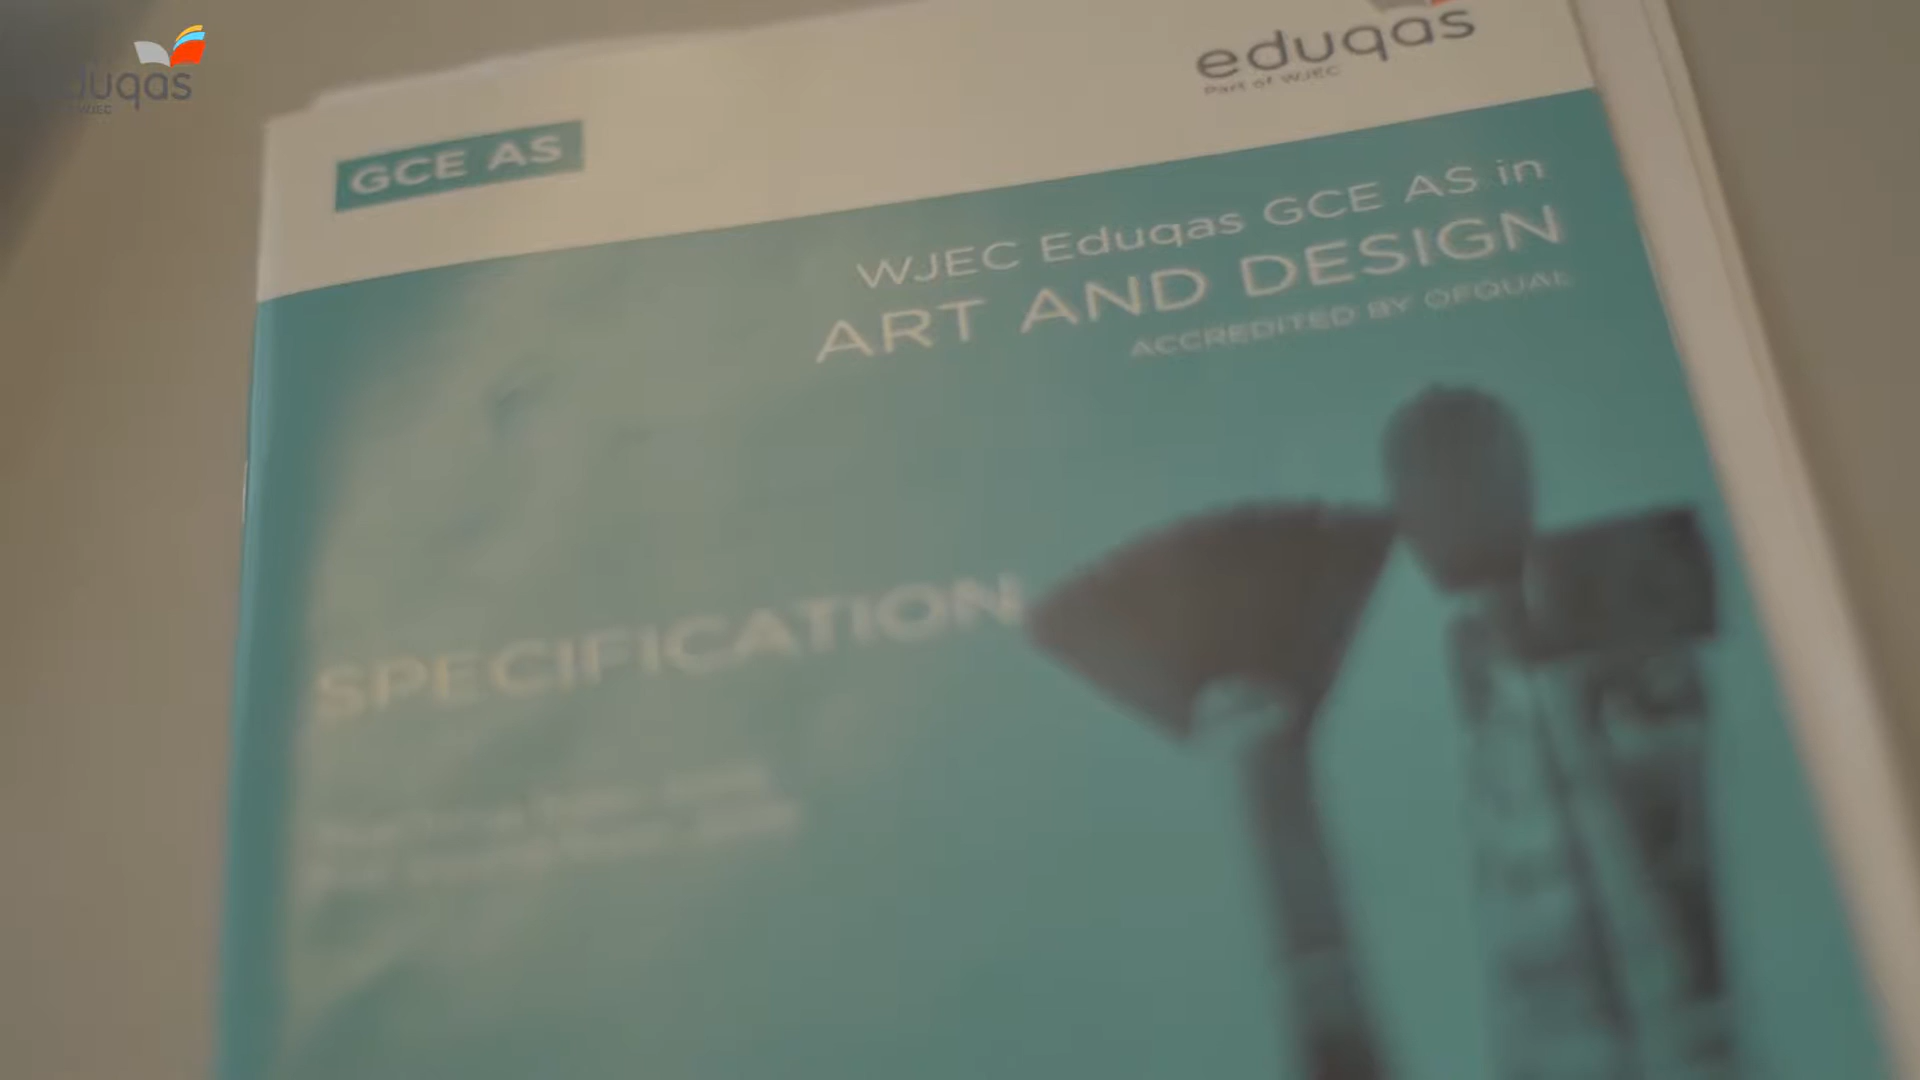 eduqas
WJEC
eduqas
Part of WJEC
GCE AS
WJEC Eduqas GCE AS in
ART AND DESIGN
ACCREDITED BY OFQUAL
SPECIFICATION